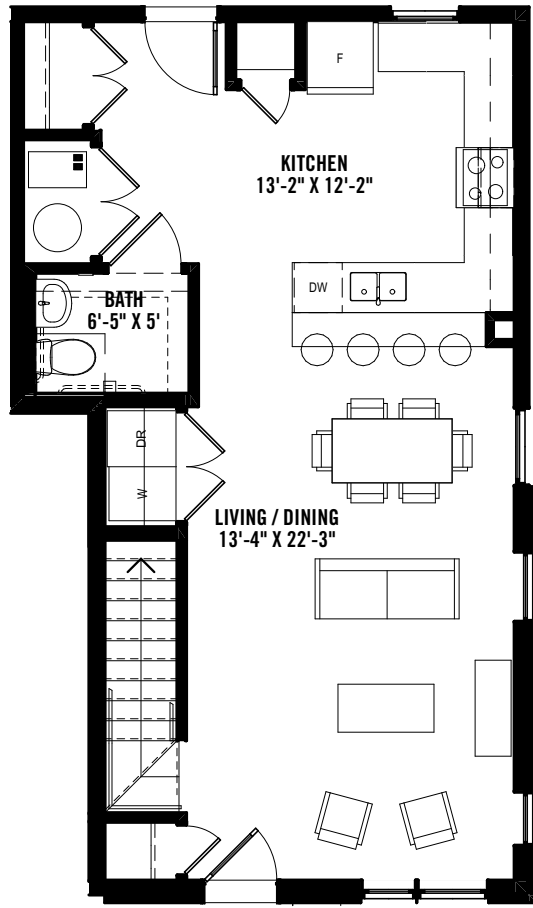 F
KITCHEN
13'-2" X 12'-2"
DW
BATH
6'-5" X 5'
DR
W
LIVING / DINING
13'-4" X 22'-3"